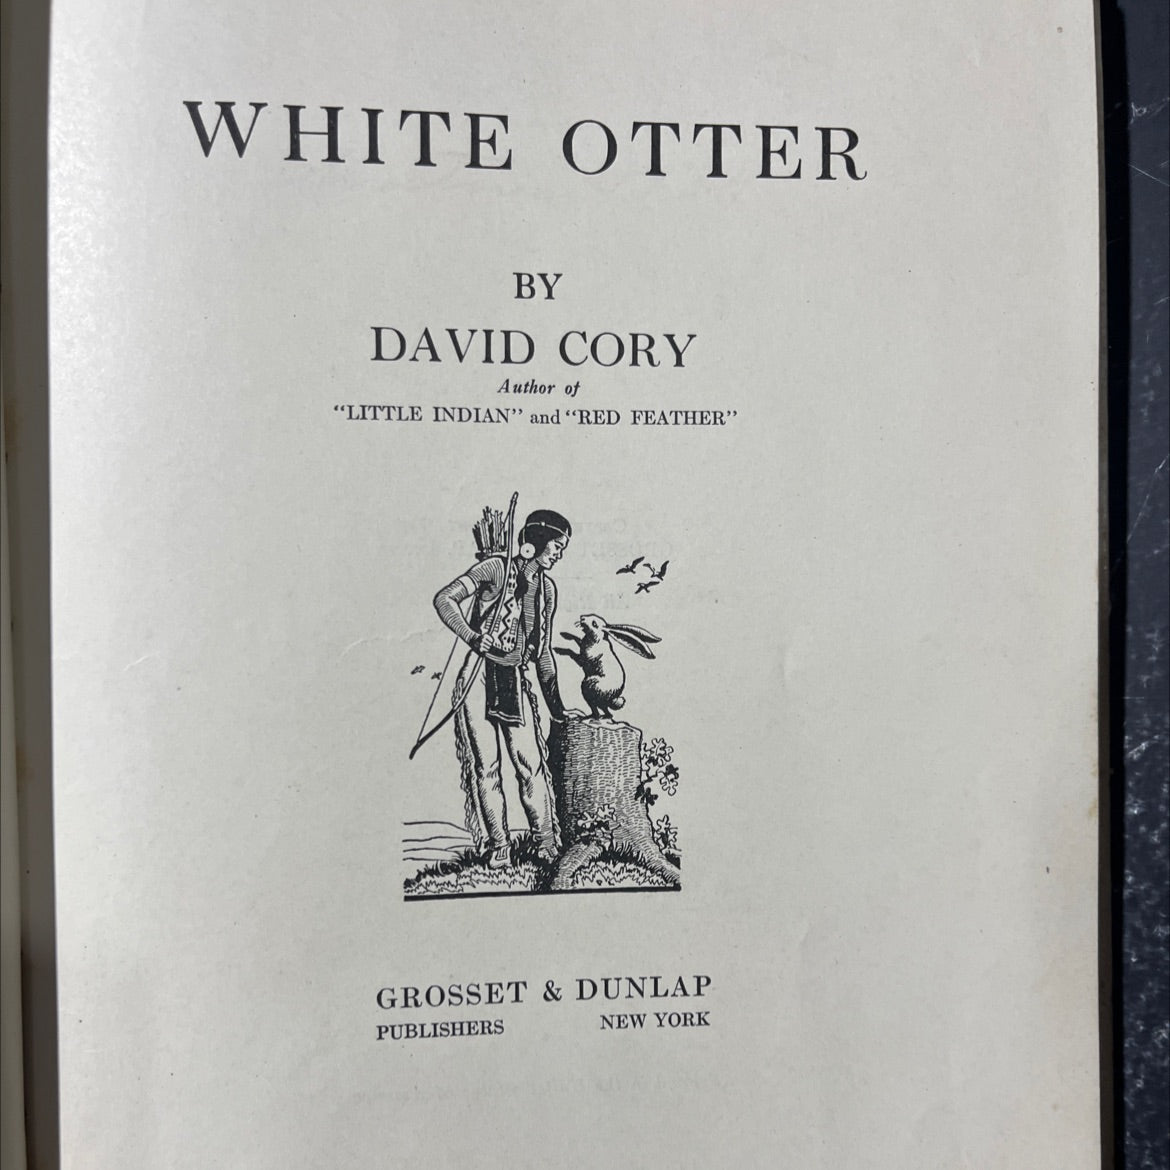 WHITE OTTER
BY
DAVID CORY
Author of
"LITTLE INDIAN" and "RED FEATHER"
GROSSET & DUNLAP
PUBLISHERS NEW YORK